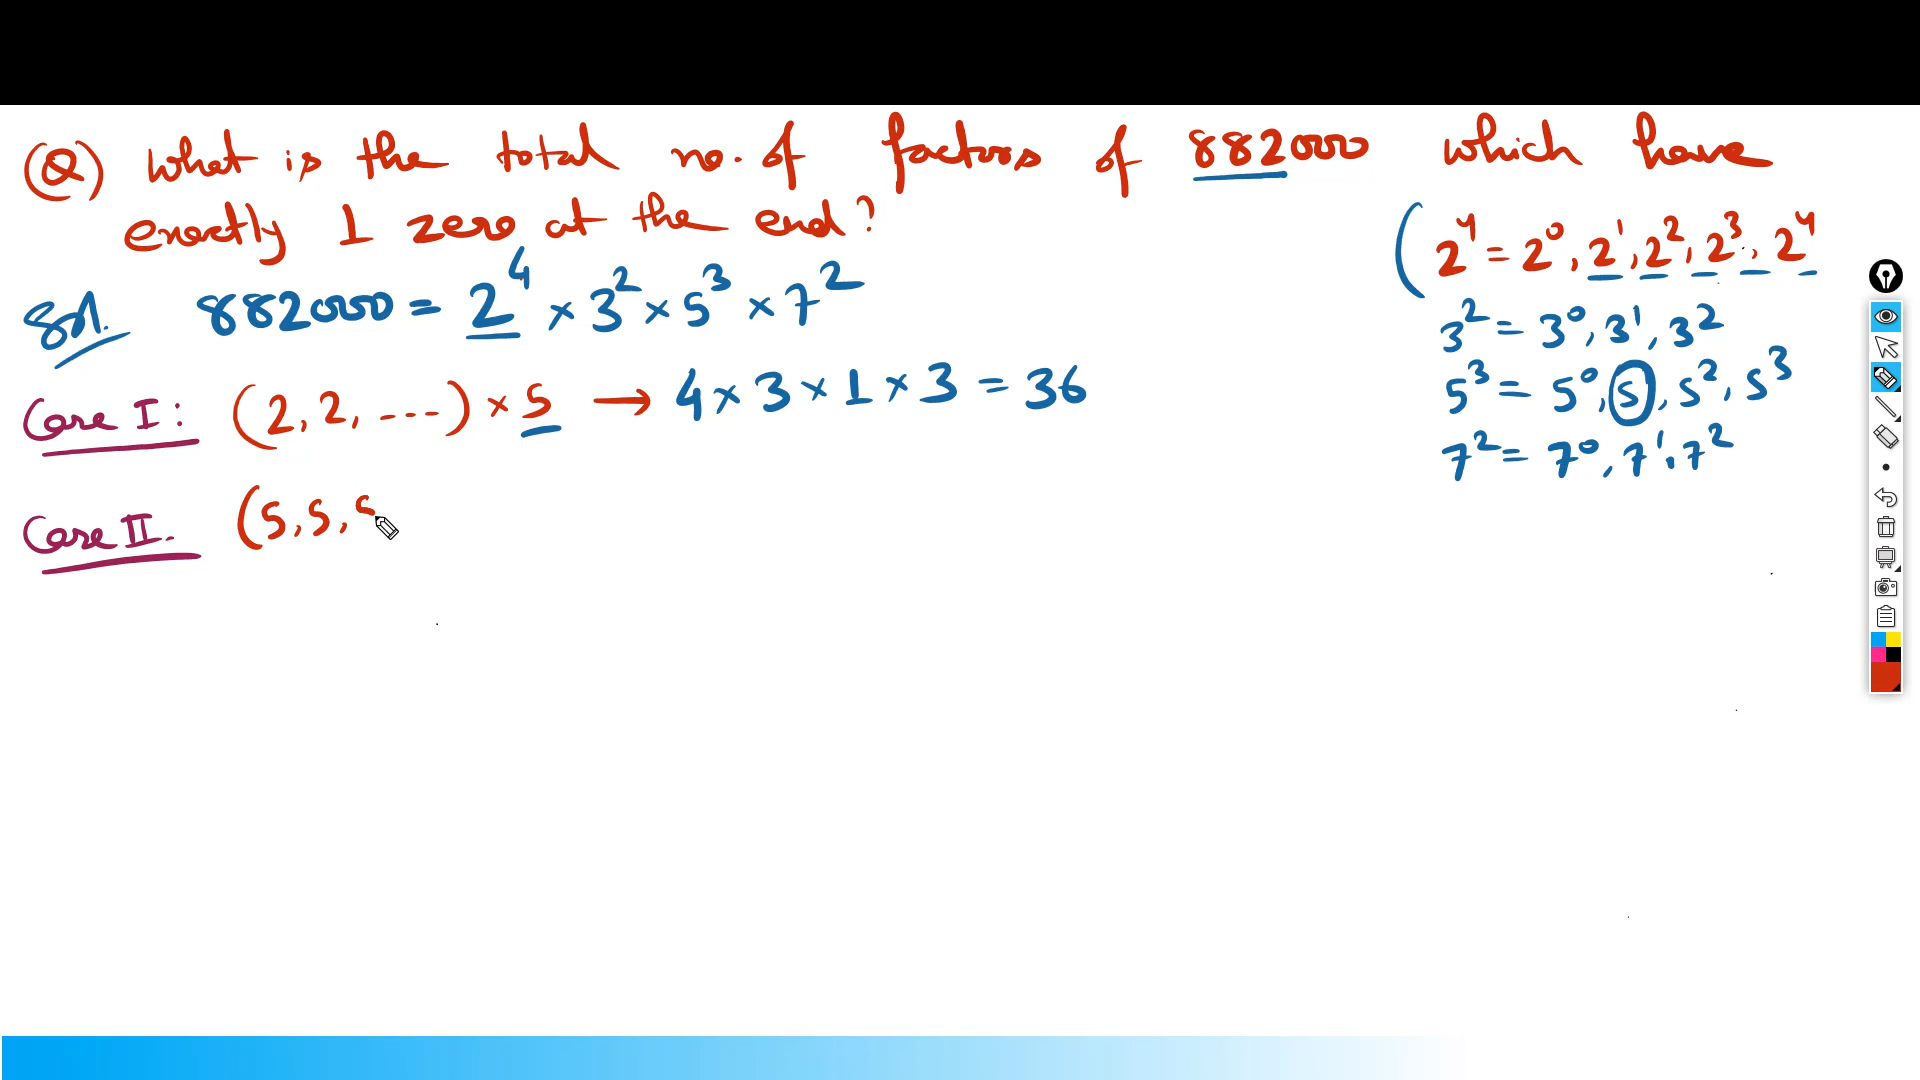 (Q) What is the total no. of factors of 882000 which have
exactly 1 zero at the end?
Sol. 882000 = 2^4 × 3^2 × 5^3 × 7^2
Case I: (2, 2, ....) × 5 → 4 × 3 × 1 × 3 = 36
Case II. (5, 5, 5
(2^4 = 2^0, 2^1, 2^2, 2^3, 2^4
3^2 = 3^0, 3^1, 3^2
5^3 = 5^0, 5, 5^2, 5^3
7^2 = 7^0, 7^1, 7^2